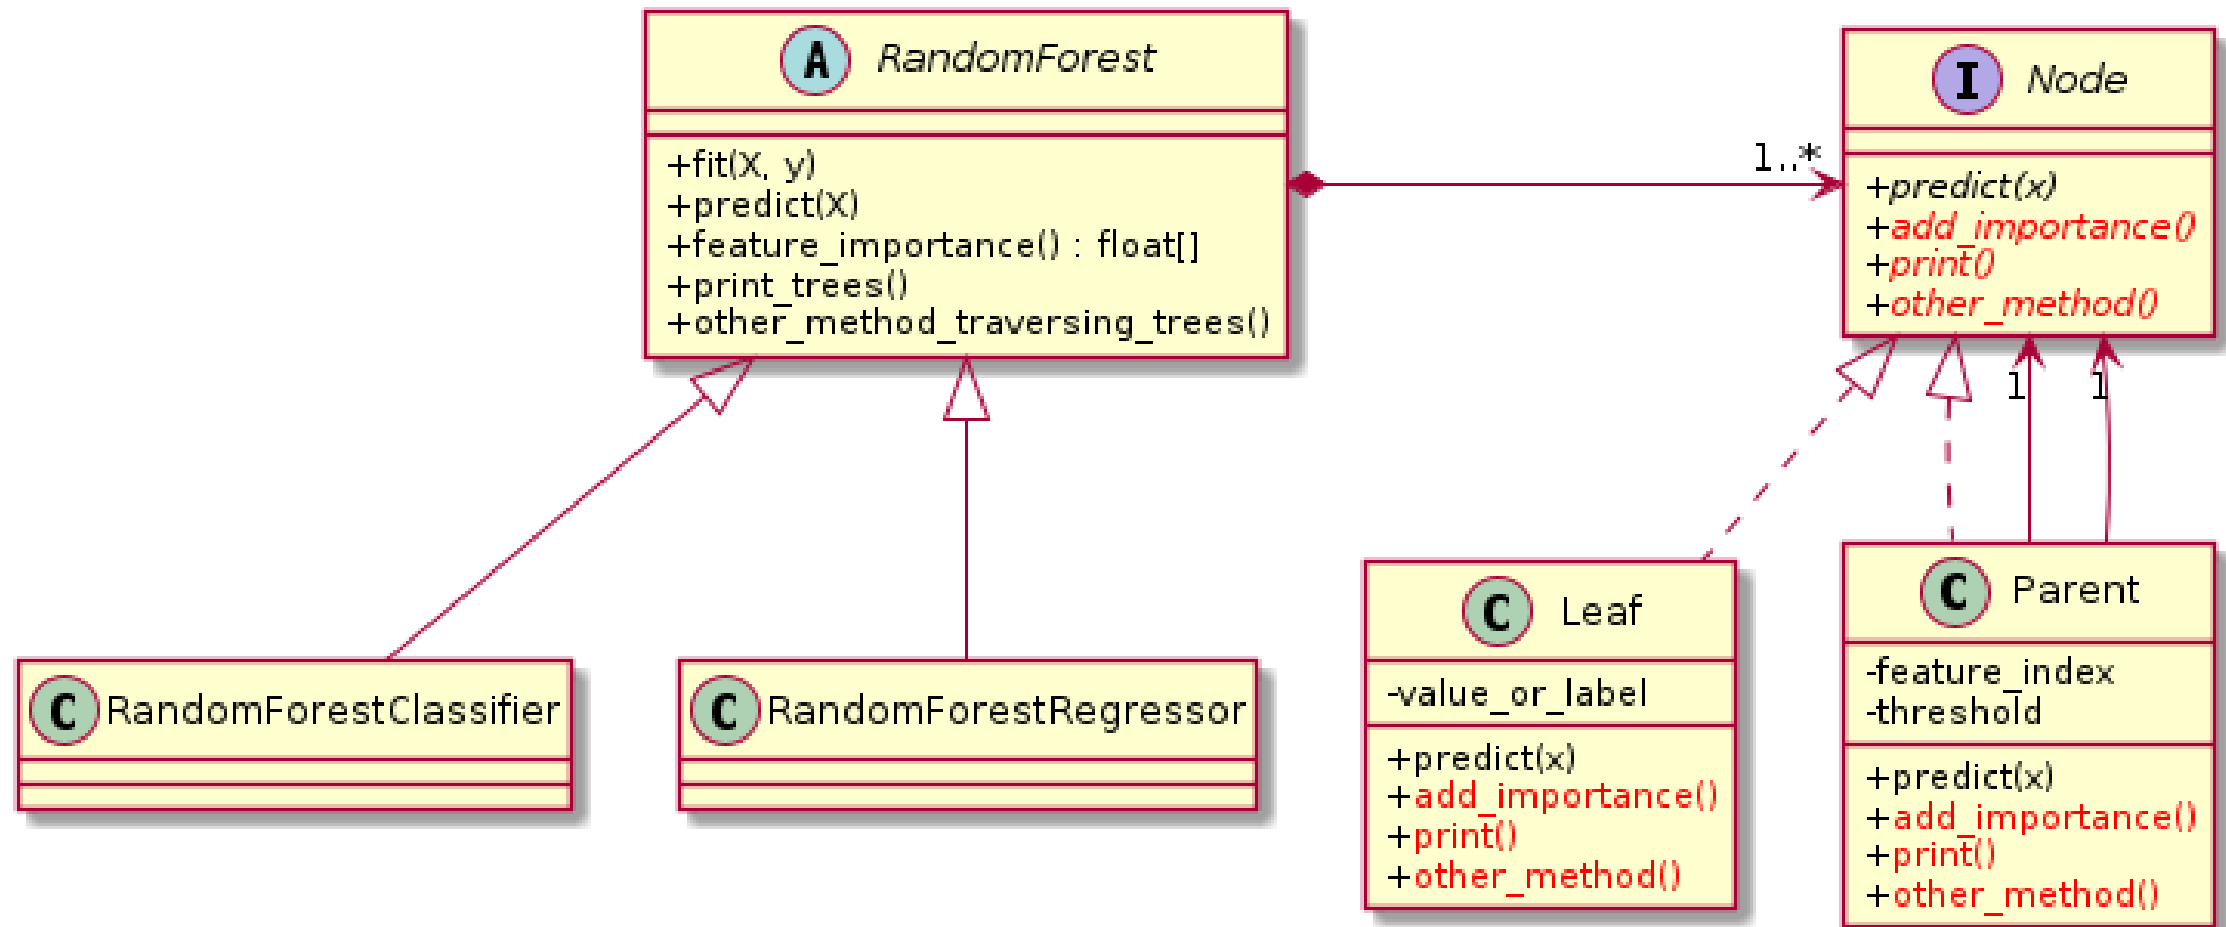 A RandomForest
+fit(X, y)
+predict(X)
+feature_importance() : float[]
+print_trees()
+other_method_traversing_trees()
1..*
I Node
+predict(x)
+add_importance()
+print()
+other_method()
1
1
C RandomForestClassifier
C RandomForestRegressor
C Leaf
-value_or_label
+predict(x)
+add_importance()
+print()
+other_method()
C Parent
-feature_index
-threshold
+predict(x)
+add_importance()
+print()
+other_method()